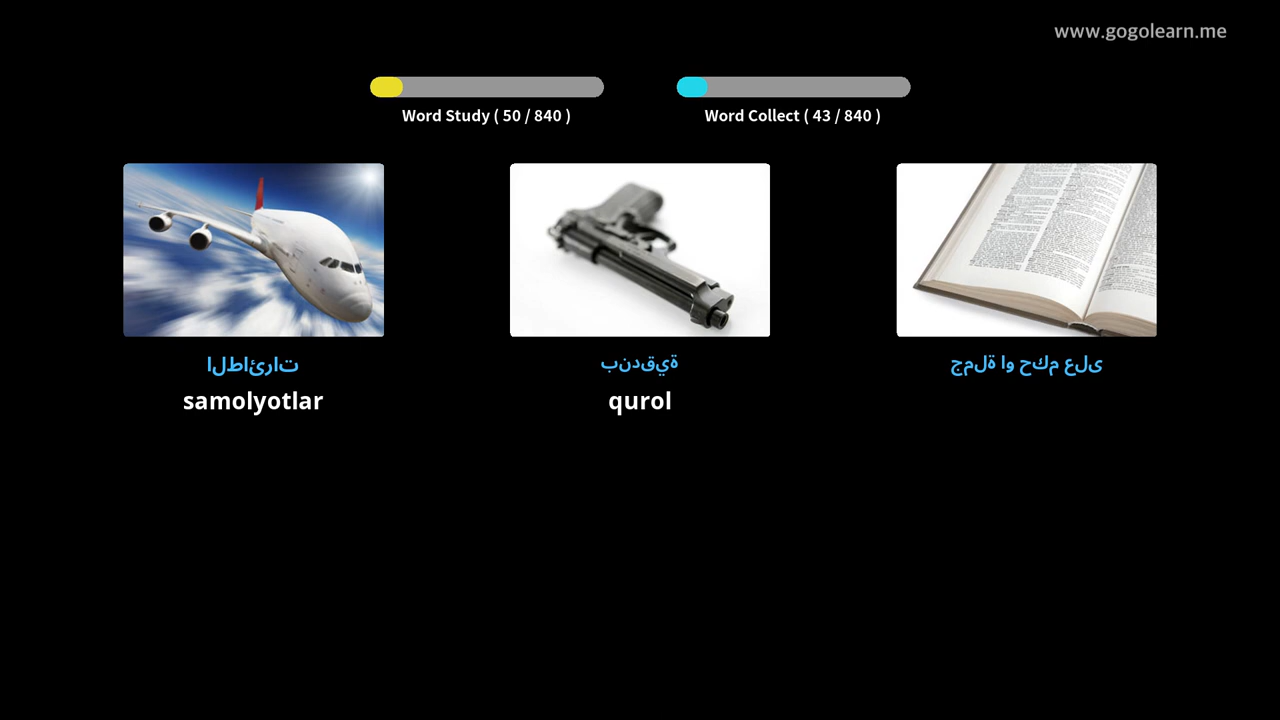 www.gogolearn.me
Word Study ( 50 / 840 )
Word Collect ( 43 / 840 )
الطائرات
samolyotlar
بندقية
qurol
جملة او حكم على